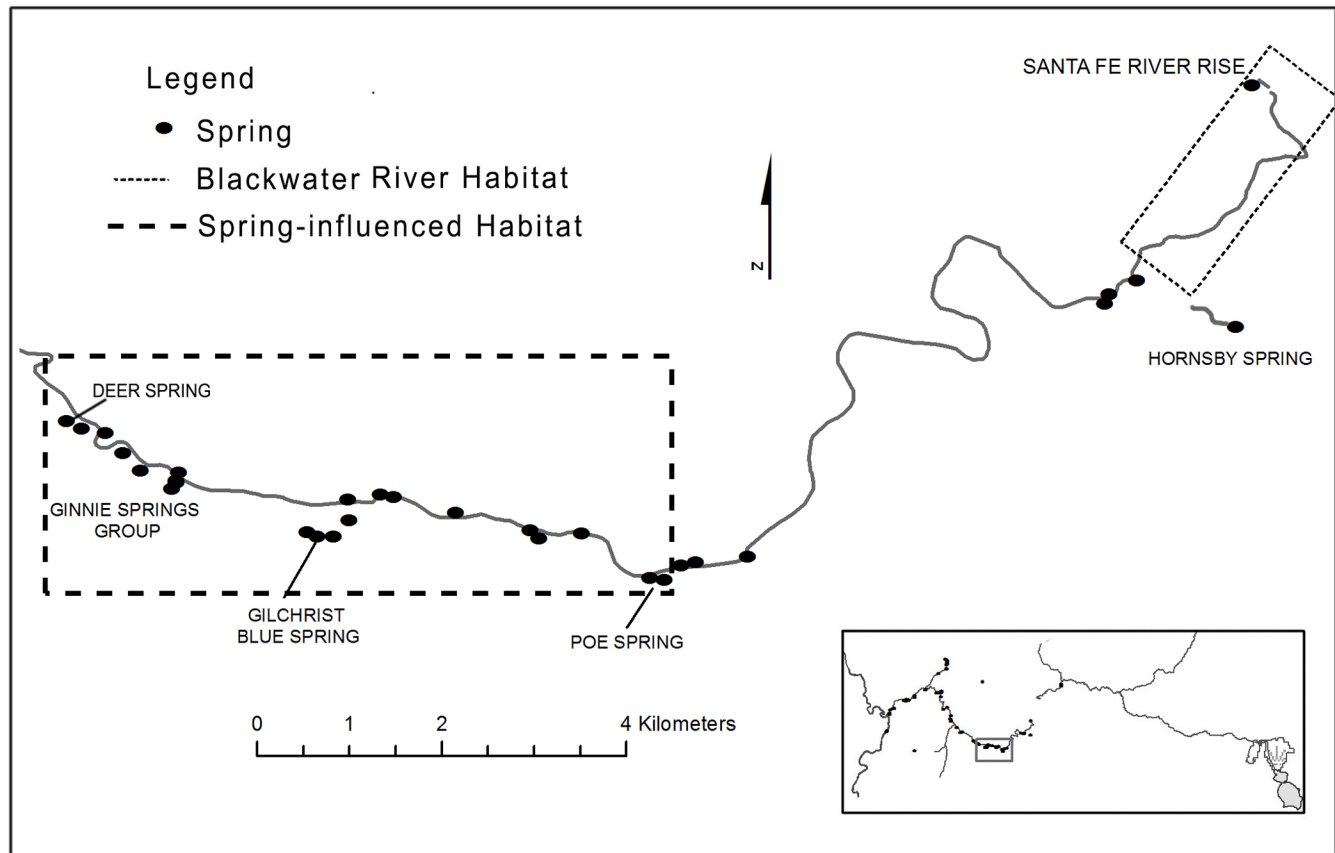 Legend
Spring
Blackwater River Habitat
Spring-influenced Habitat
SANTA FE RIVER RISE
N
HORNSBY SPRING
DEER SPRING
GINNIE SPRINGS
GROUP
GILCHRIST
BLUE SPRING
POE SPRING
0 1 2 4 Kilometers